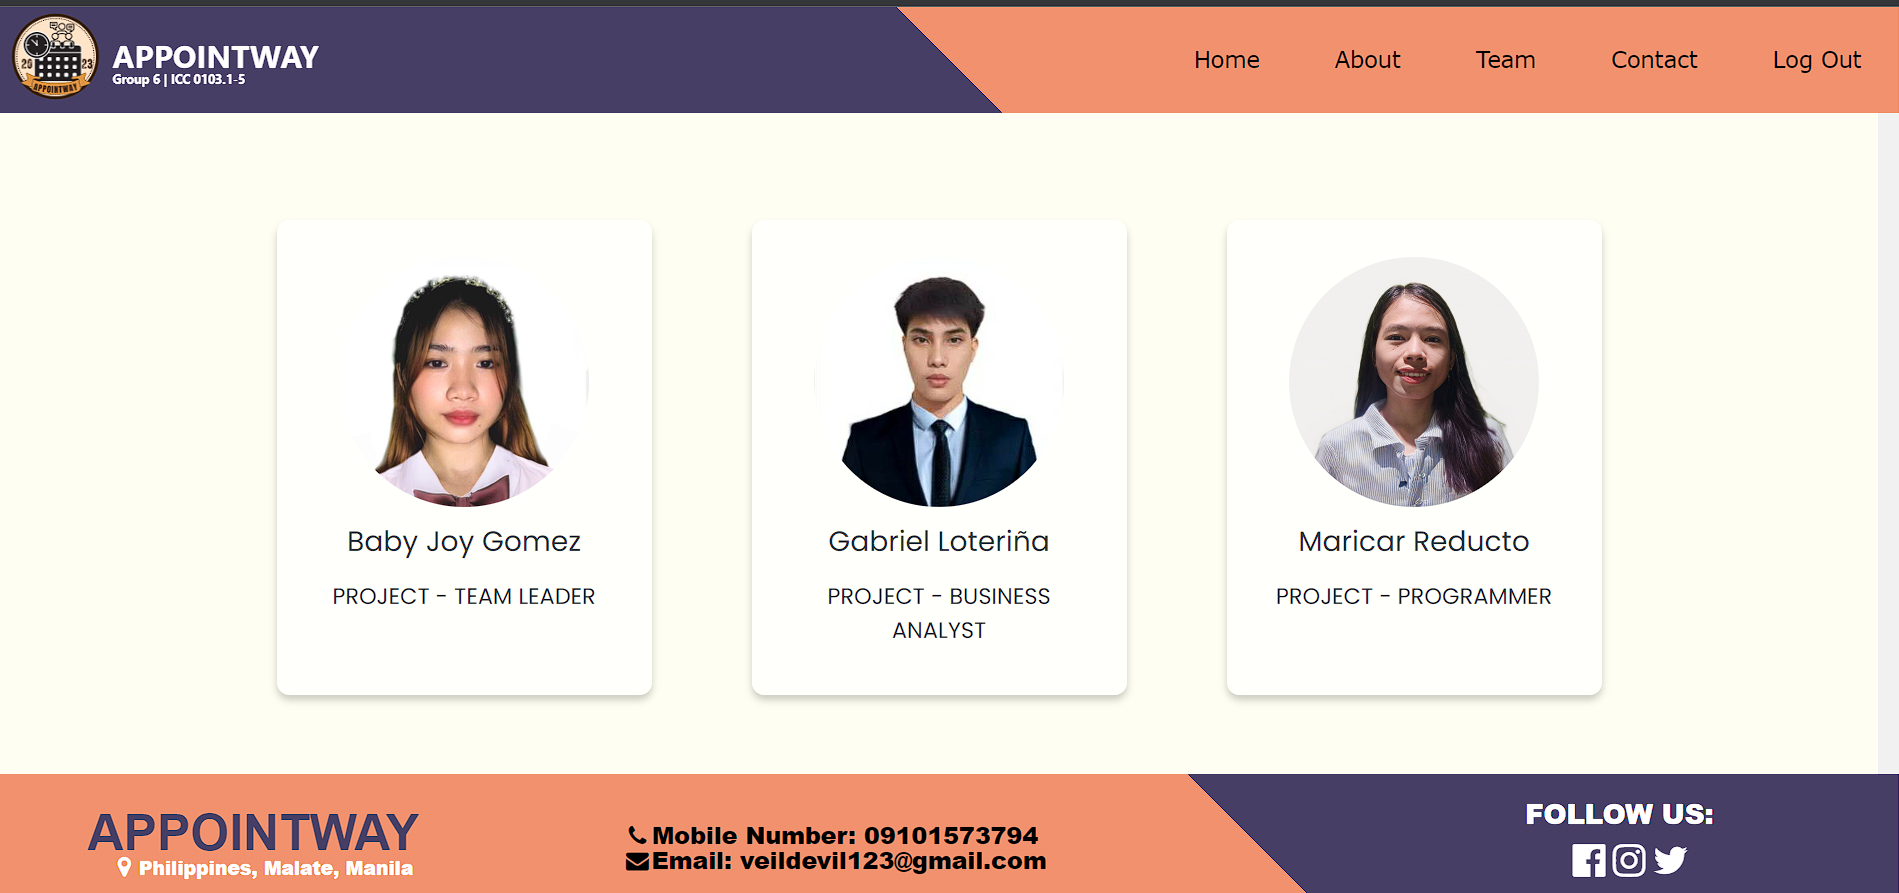 20 23
APPOINTWAY
APPOINTWAY
Group 6 | ICC 0103.1-5
Home
About
Team
Contact
Log Out
Baby Joy Gomez
PROJECT - TEAM LEADER
Gabriel Loteriña
PROJECT - BUSINESS
ANALYST
Maricar Reducto
PROJECT - PROGRAMMER
APPOINTWAY
Philippines, Malate, Manila
Mobile Number: 09101573794
Email: veildevil123@gmail.com
FOLLOW US: